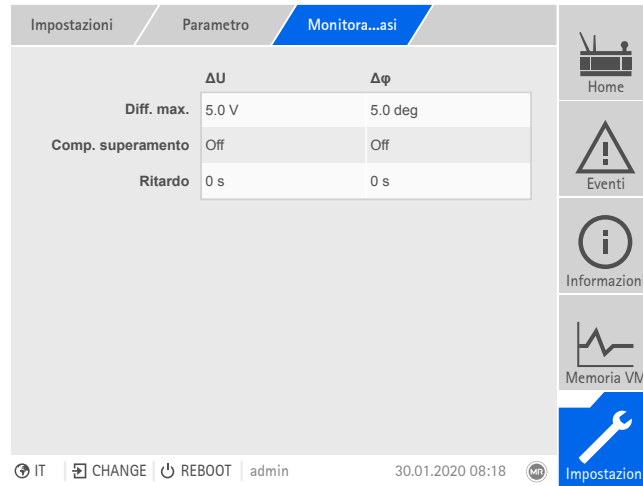 Impostazioni Parametro Monitora...asi
ΔU Δφ
Diff. max. 5.0 V 5.0 deg
Comp. superamento Off Off
Ritardo 0 s 0 s
Home
Eventi
Informazioni
Memoria VM
Impostazion
IT CHANGE REBOOT admin 30.01.2020 08:18 MR